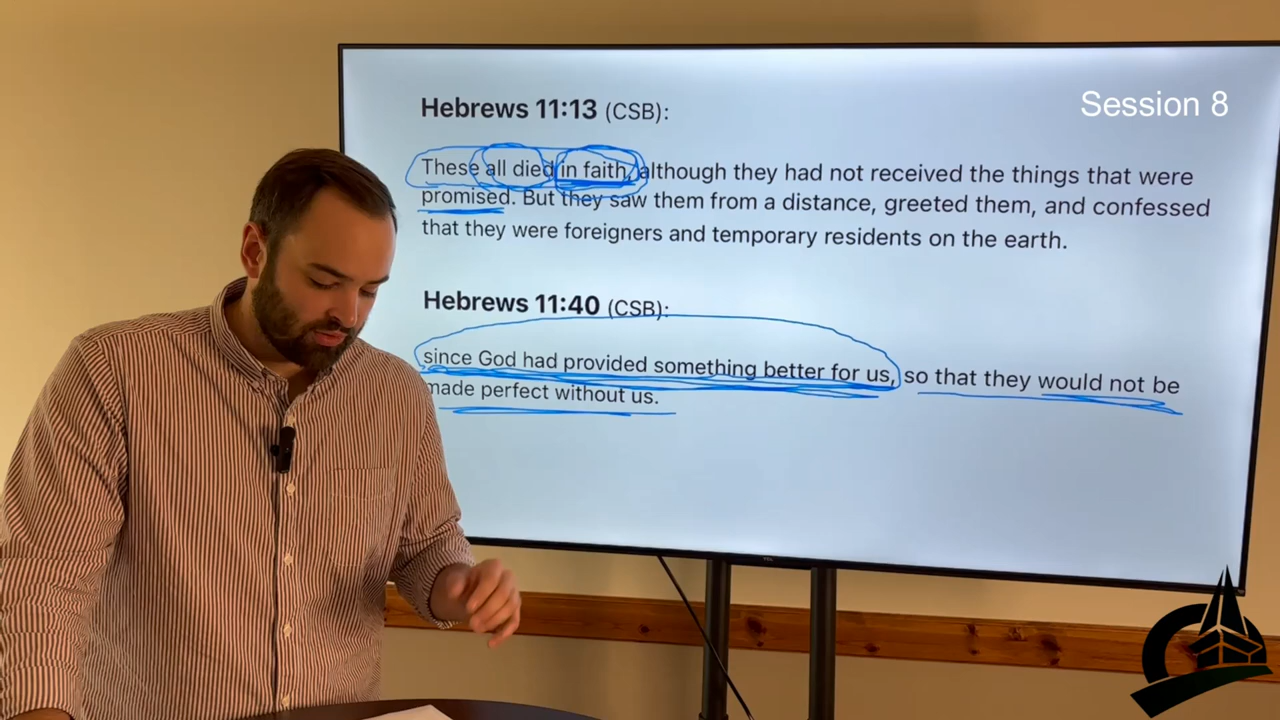 Session 8
Hebrews 11:13 (CSB):
These all died in faith, although they had not received the things that were
promised. But they saw them from a distance, greeted them, and confessed
that they were foreigners and temporary residents on the earth.
Hebrews 11:40 (CSB):
since God had provided something better for us, so that they would not be
made perfect without us.